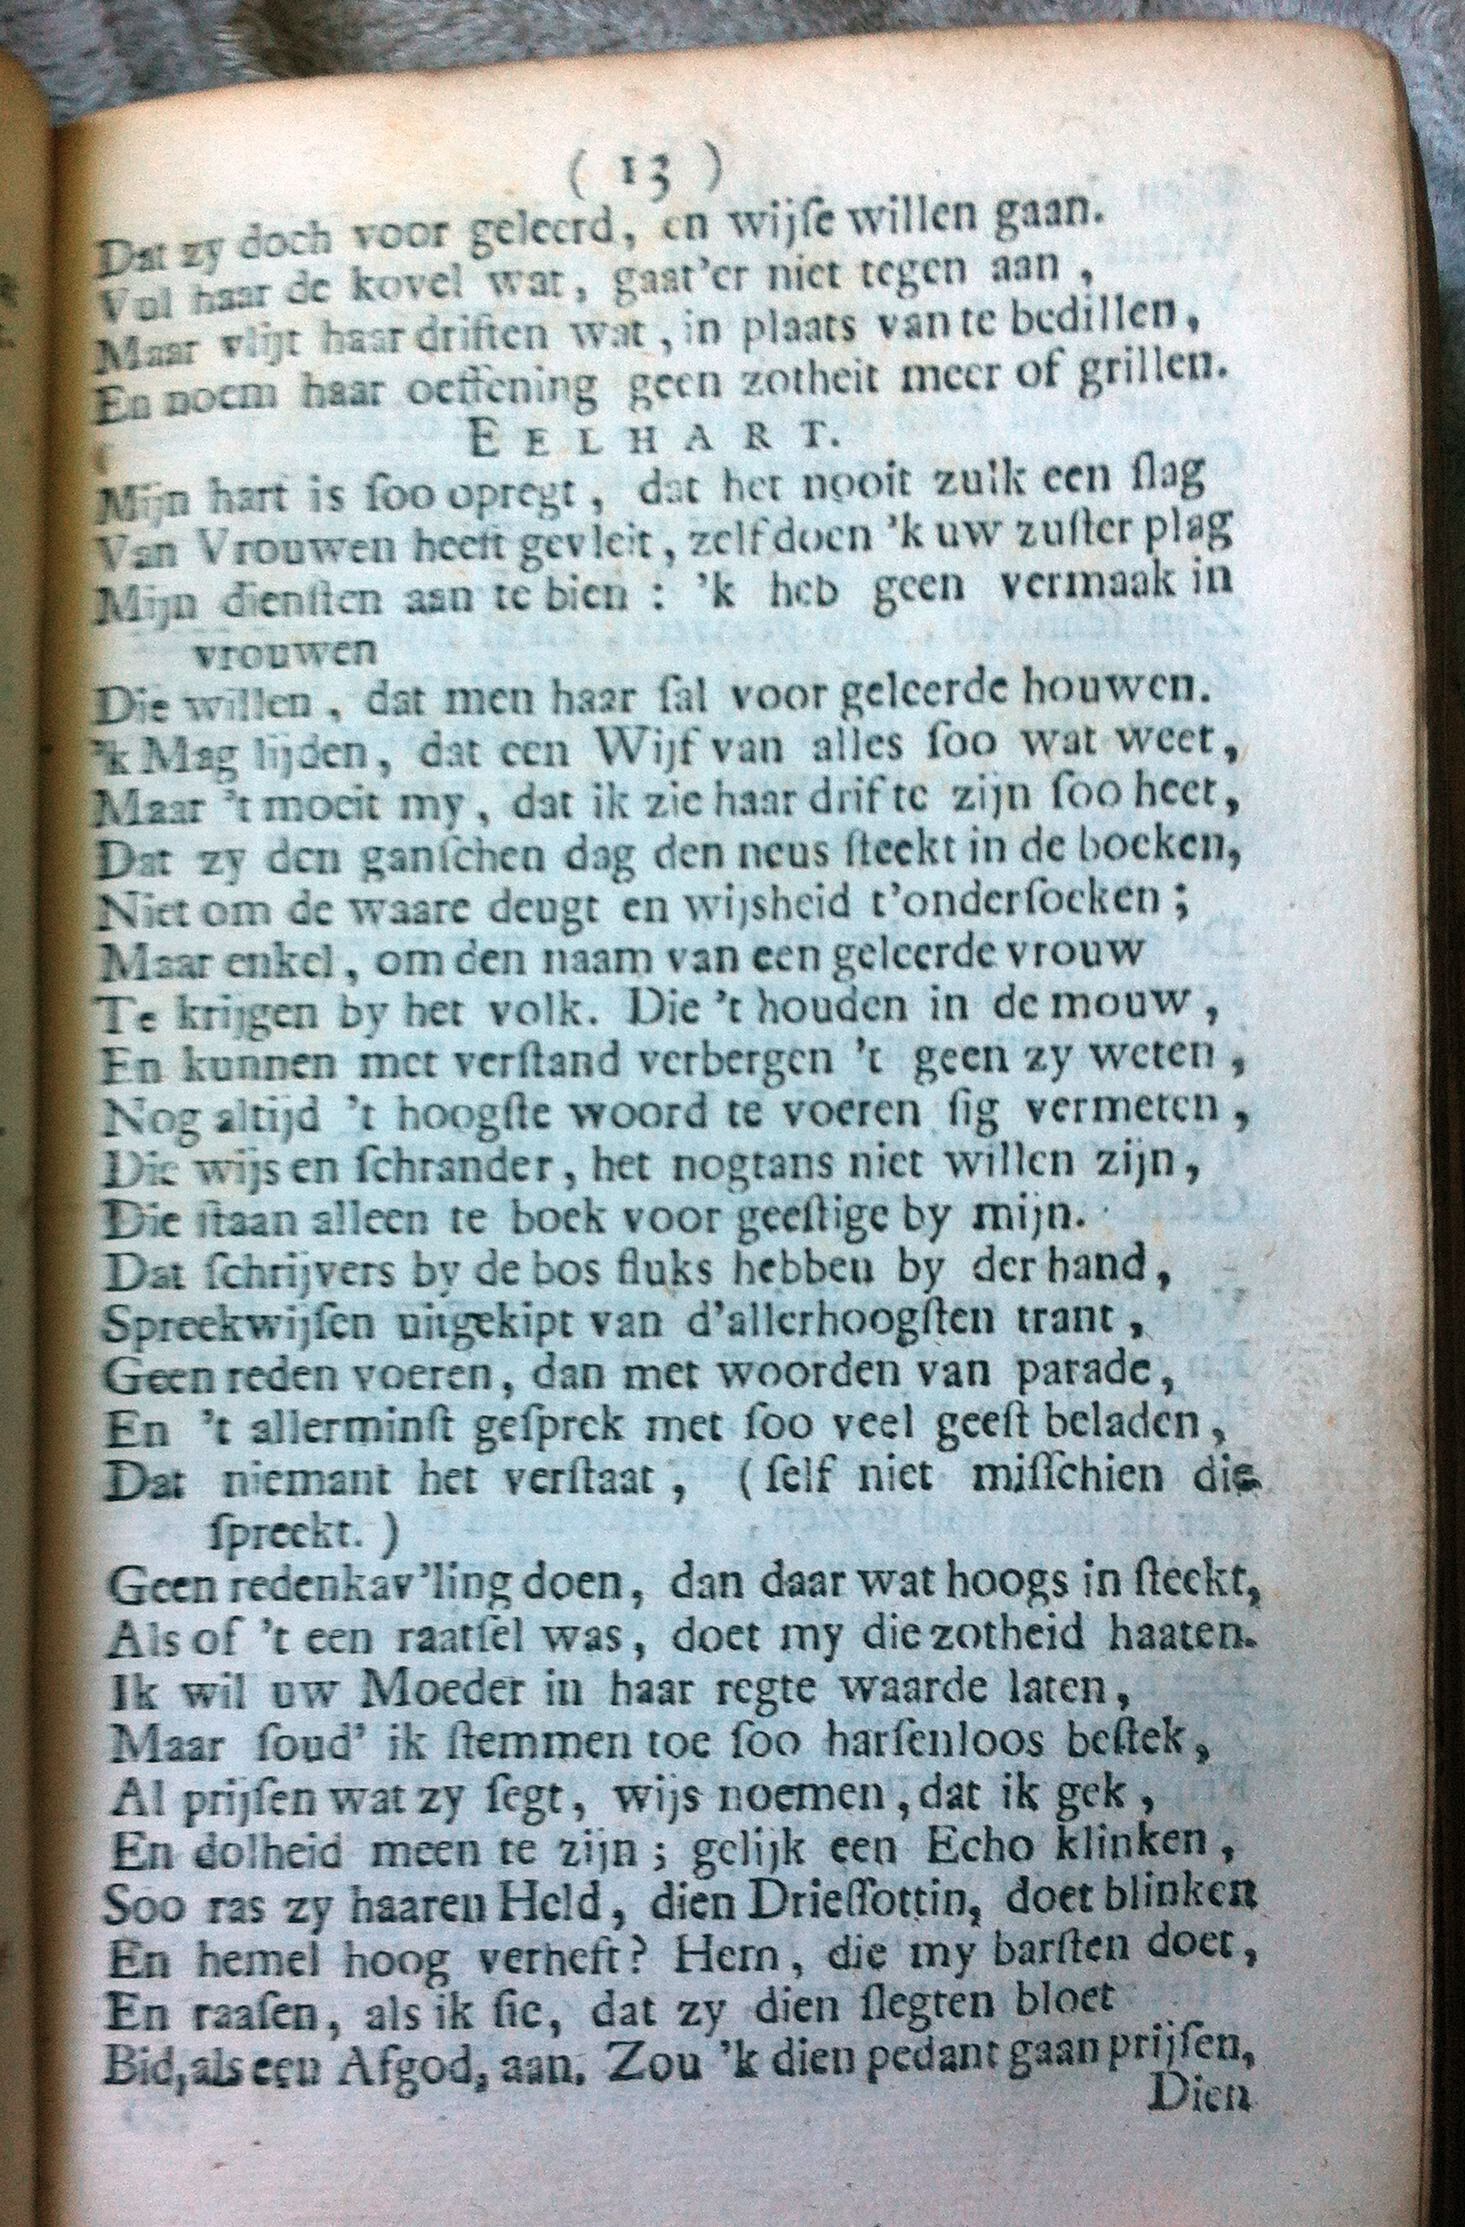 ( 13 )
Dat zy doch voor geleerd, en wijſe willen gaan.
Vul haar de kovel wat, gaat'er niet tegen aan,
Maar vlijt haar driften wat, in plaats van te bedillen,
En noem haar oeffening geen zotheit meer of grillen.
EELHART.
Mijn hart is ſoo opregt, dat het nooit zulk een ſlag
Van Vrouwen heeft gevleit, zelf doen 'k uw zuſter plag
Mijn dienſten aan te bien: 'k heb geen vermaak in
vrouwen
Die willen, dat men haar ſal voor geleerde houwen.
'k Mag lijden, dat een Wijf van alles ſoo wat weet,
Maar 't moeit my, dat ik zie haar drifte zijn ſoo heet,
Dat zy den ganſchen dag den neus ſteekt in de boeken,
Niet om de waare deugt en wijsheid t'onderſoeken;
Maar enkel, om den naam van een geleerde vrouw
Te krijgen by het volk. Die 't houden in de mouw,
En kunnen met verſtand verbergen 't geen zy weten,
Nog altijd 't hoogſte woord te voeren ſig vermeten,
Die wijs en ſchrander, het nogtans niet willen zijn,
Die ſtaan alleen te boek voor geeſtige by mijn.
Dat ſchrijvers by de bos fluks hebben by der hand,
Spreekwijſen uitgekipt van d'allerhoogſten trant,
Geen reden voeren, dan met woorden van parade,
En 't allerminſt geſprek met ſoo veel geeſt beladen,
Dat niemant het verſtaat, (ſelf niet miſſchien die
ſpreekt.)
Geen redenkav'ling doen, dan daar wat hoogs in ſteekt,
Als of 't een raatſel was, doet my die zotheid haaten.
Ik wil uw Moeder in haar regte waarde laten,
Maar ſoud' ik ſtemmen toe ſoo harſenloos beſtek,
Al prijſen wat zy ſegt, wijs noemen, dat ik gek,
En dolheid meen te zijn; gelijk een Echo klinken,
Soo ras zy haaren Held, dien Drieſſottin, doet blinken
En hemel hoog verheft? Hem, die my barſten doet,
En raaſen, als ik ſie, dat zy dien ſlegten bloet
Bid, als een Afgod, aan. Zou 'k dien pedant gaan prijſen,
Dien